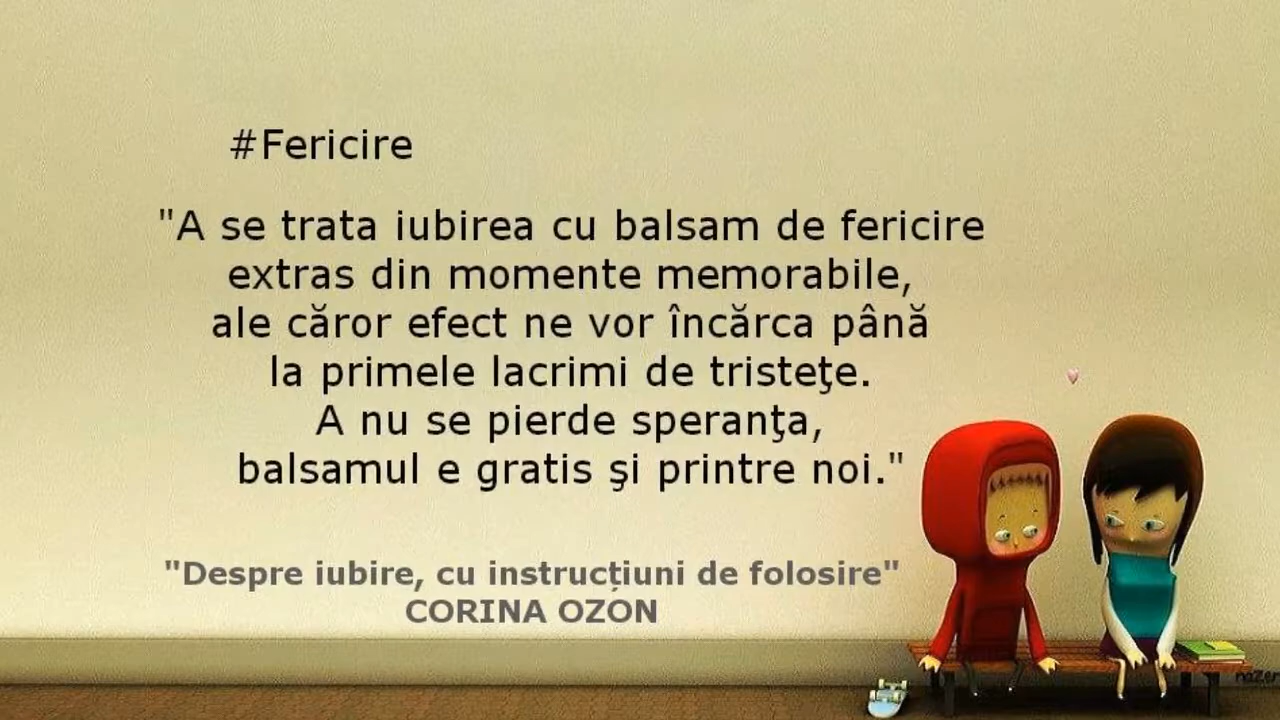 #Fericire
"A se trata iubirea cu balsam de fericire
extras din momente memorabile,
ale căror efect ne vor încărca până
la primele lacrimi de tristeţe.
A nu se pierde speranţa,
balsamul e gratis şi printre noi."
"Despre iubire, cu instrucțiuni de folosire"
CORINA OZON